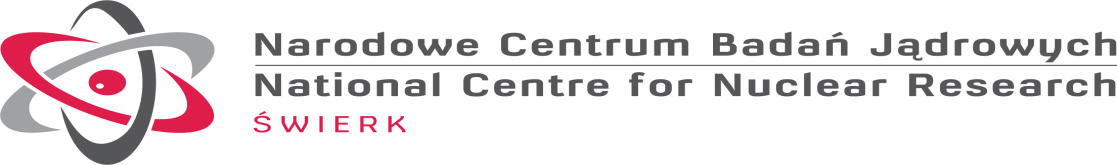 Narodowe Centrum Badań Jądrowych
National Centre for Nuclear Research
ŚWIERK